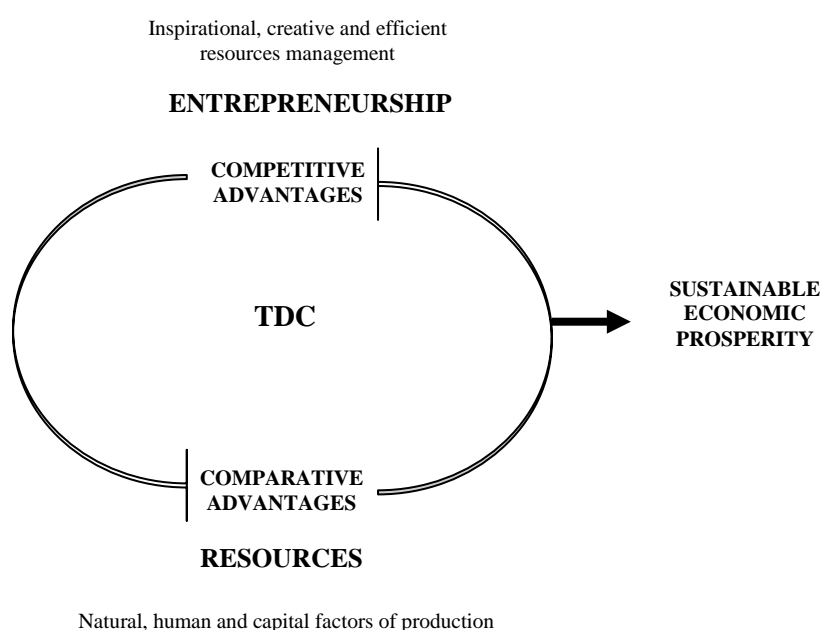 Inspirational, creative and efficient
resources management
ENTREPRENEURSHIP
COMPETITIVE
ADVANTAGES
TDC
SUSTAINABLE
ECONOMIC
PROSPERITY
COMPARATIVE
ADVANTAGES
RESOURCES
Natural, human and capital factors of production